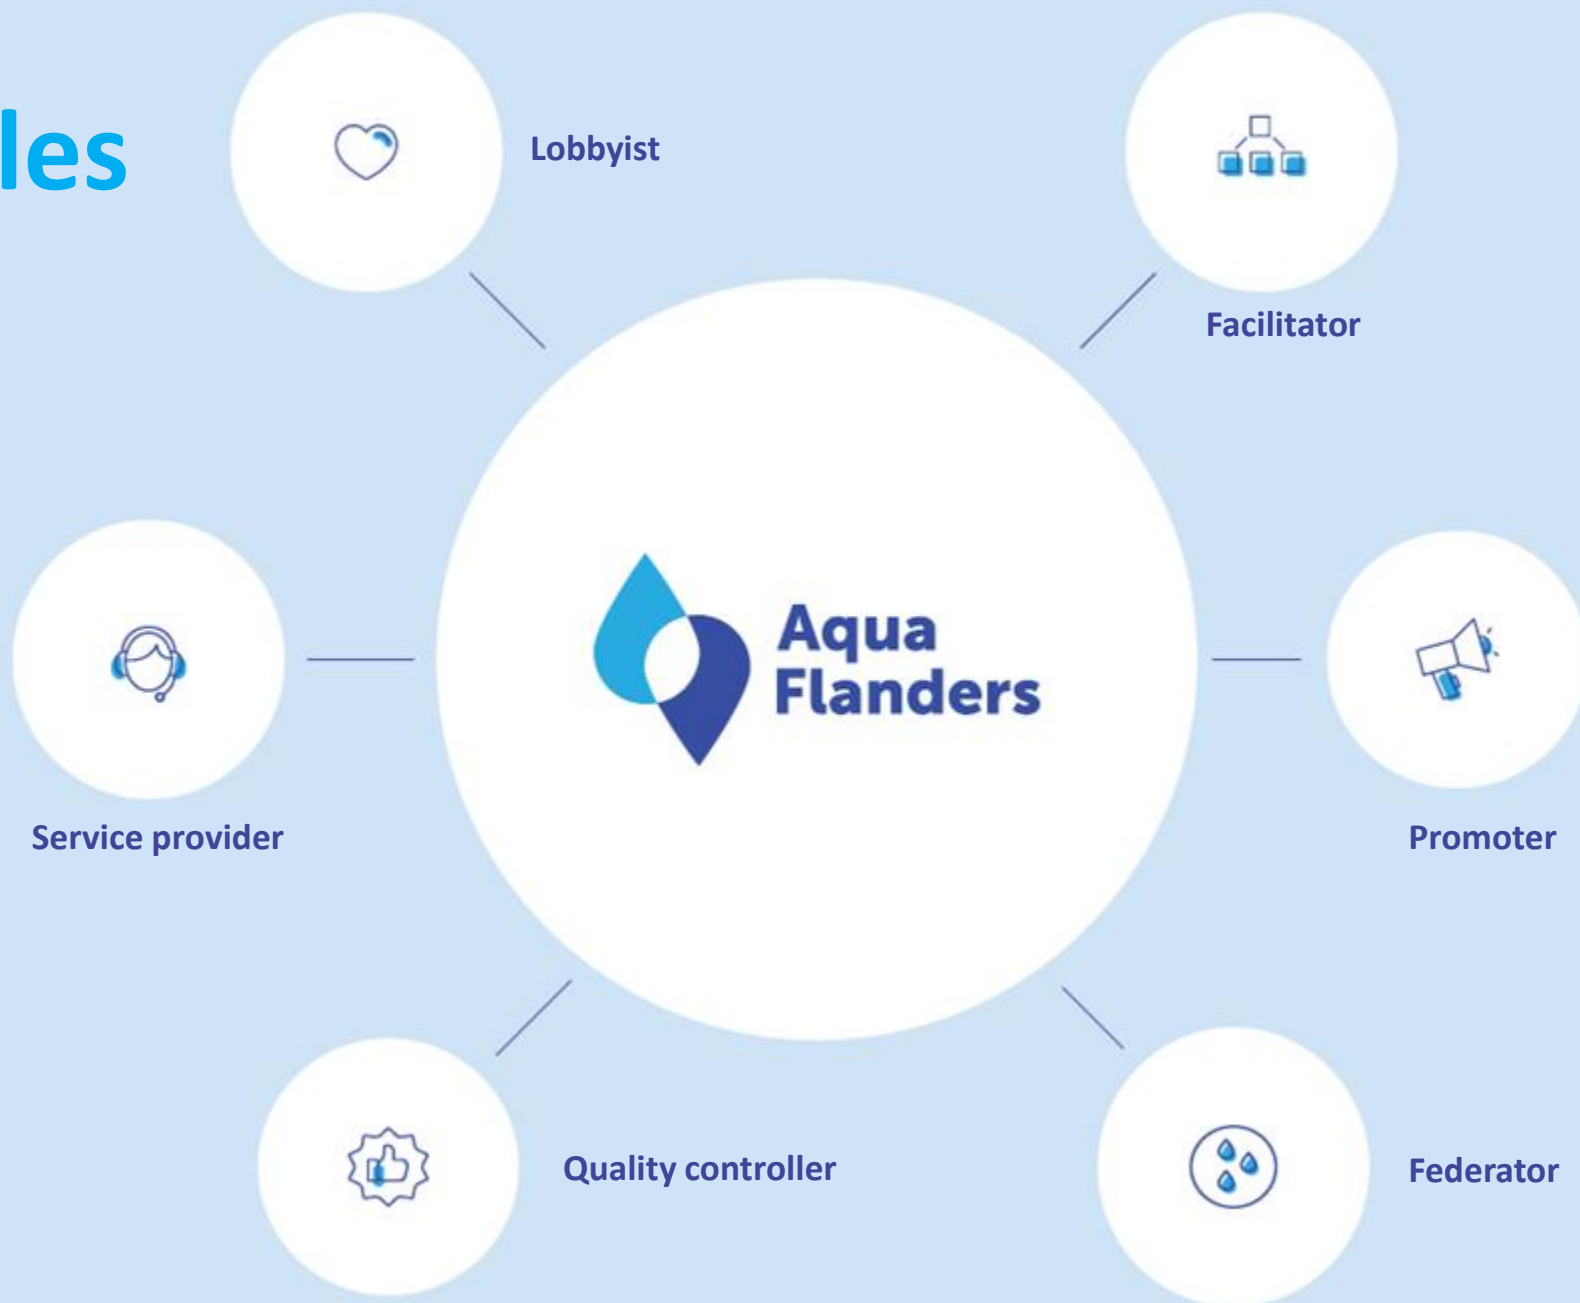 les
Lobbyist
Facilitator
Aqua
Flanders
Service provider
Promoter
Quality controller
Federator